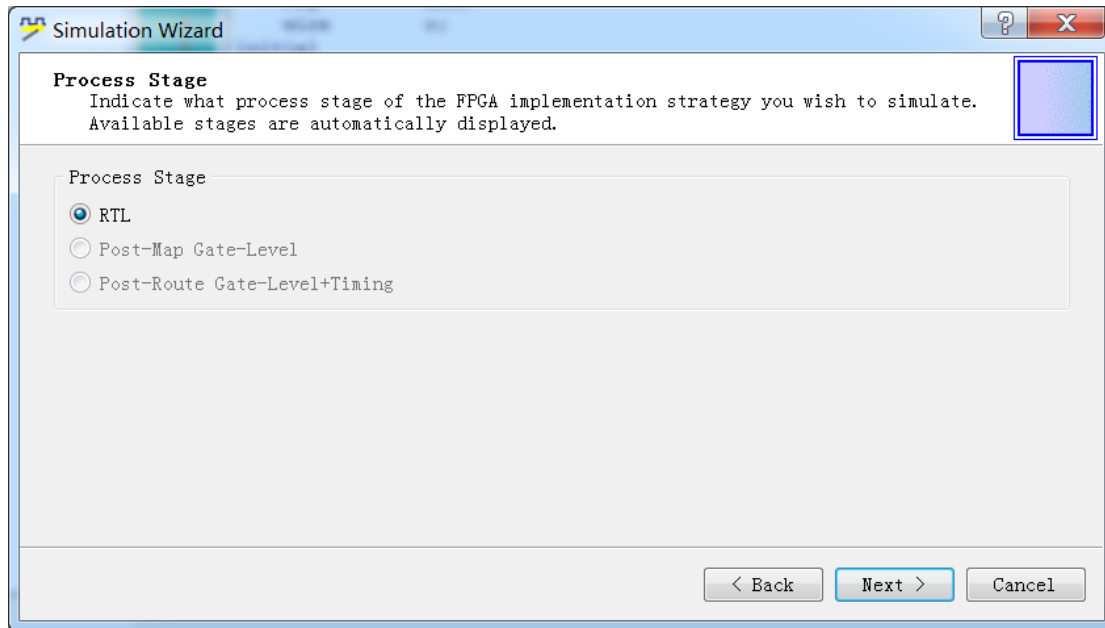 Simulation Wizard
Process Stage
Indicate what process stage of the FPGA implementation strategy you wish to simulate.
Available stages are automatically displayed.
Process Stage
RTL
Post-Map Gate-Level
Post-Route Gate-Level+Timing
< Back
Next >
Cancel